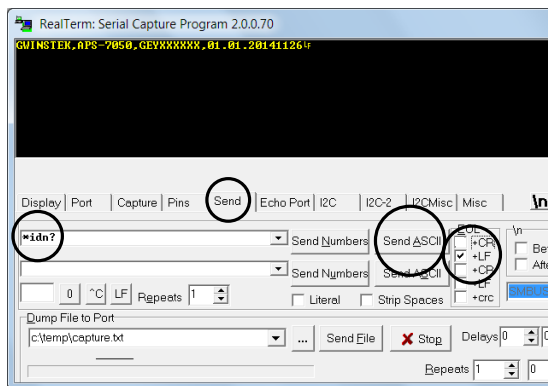 RealTerm: Serial Capture Program 2.0.0.70
GWINSTEK,APS-7050,GEYXXXXXX,01.01.20141126LF
Display Port Capture Pins Send Echo Port I2C I2C-2 I2CMisc Misc \n
EOL \n
*idn? Send Numbers Send ASCII +CR
+LF
Send Numbers Send ASCII +CR
+LF
0 ^C LF Repeats 1 Literal Strip Spaces +crc
Dump File to Port
c:\temp\capture.txt ... Send File Stop Delays 0
Repeats 1 0